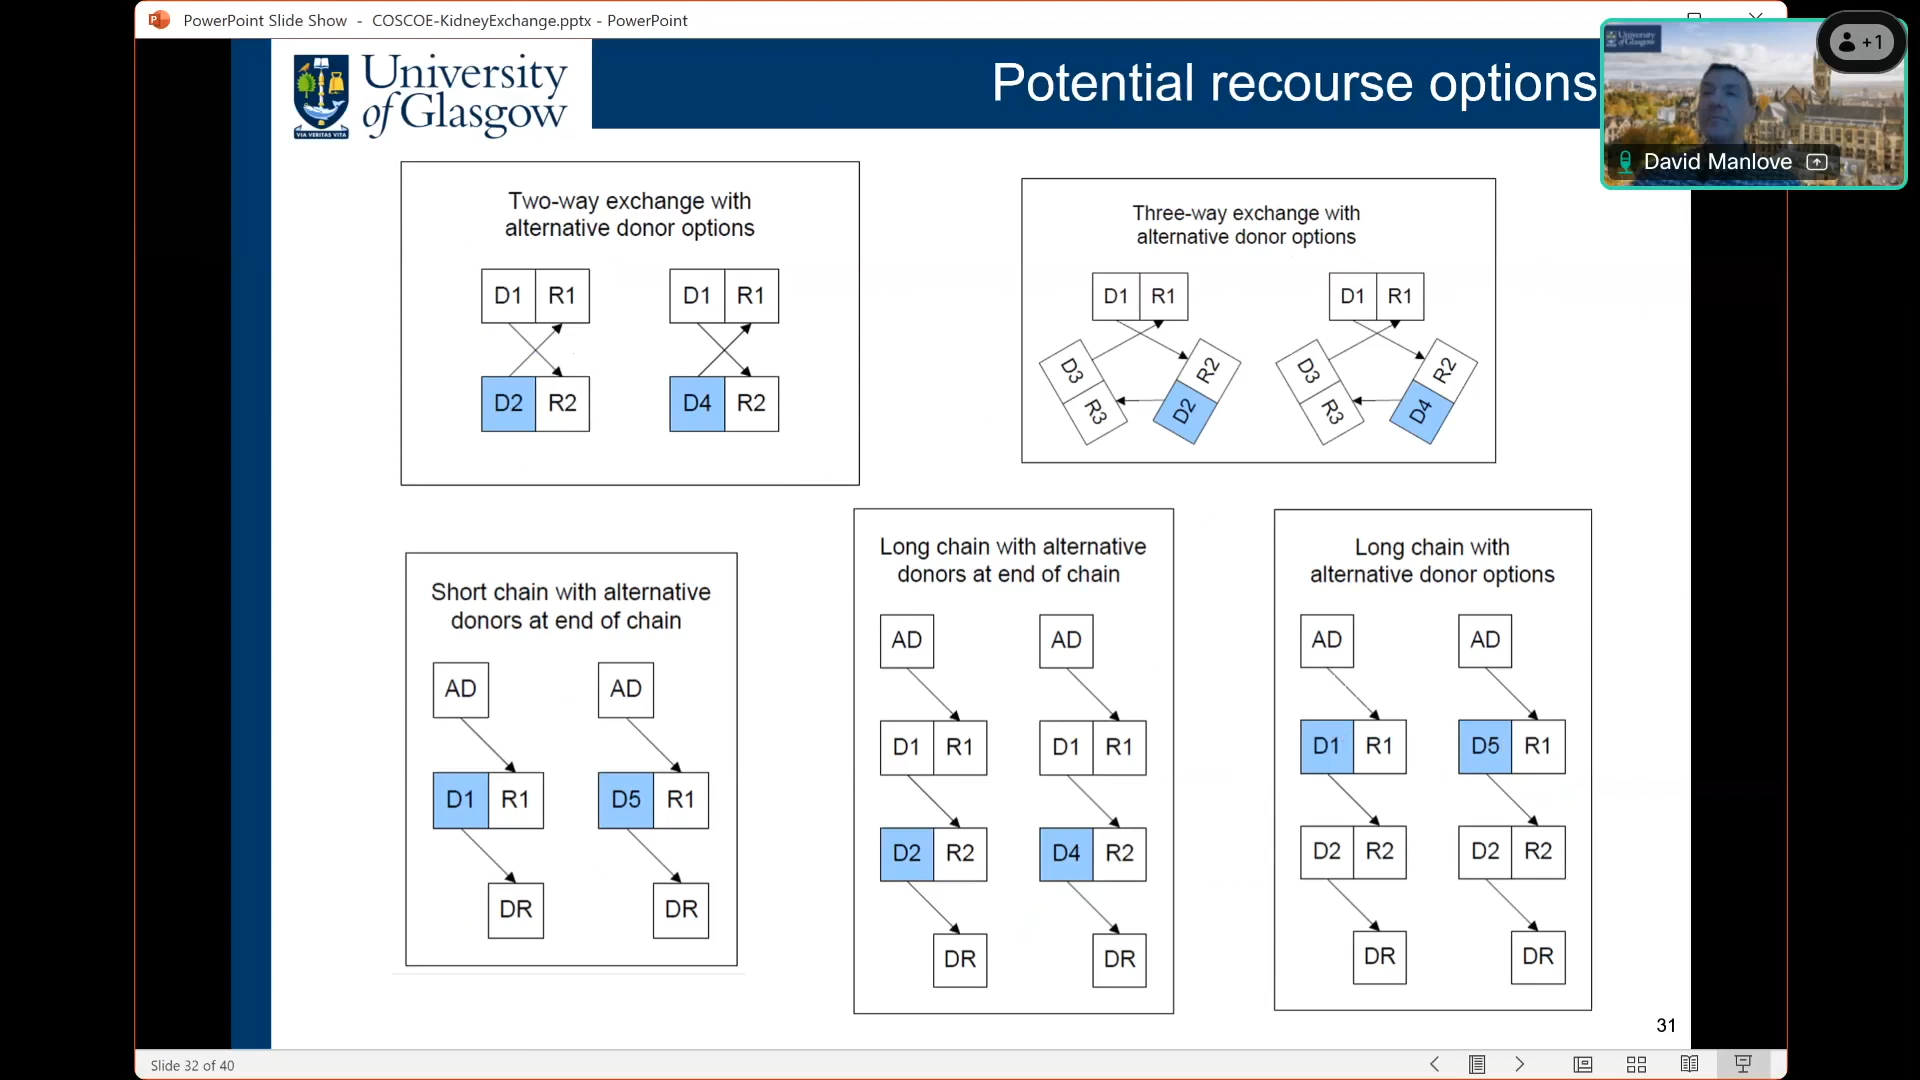 PowerPoint Slide Show - COSCOE-KidneyExchange.pptx - PowerPoint
University
of Glasgow
VIA VERITAS VITA
Potential recourse options
University
of Glasgow
+1
David Manlove
Two-way exchange with
alternative donor options
D1 R1 D1 R1
D2 R2 D4 R2
Three-way exchange with
alternative donor options
D1 R1 D1 R1
D3 R2 D3 R2
R3 D2 R3 D4
Short chain with alternative
donors at end of chain
AD AD
D1 R1 D5 R1
DR DR
Long chain with alternative
donors at end of chain
AD AD
D1 R1 D1 R1
D2 R2 D4 R2
DR DR
Long chain with
alternative donor options
AD AD
D1 R1 D5 R1
D2 R2 D2 R2
DR DR
31
Slide 32 of 40